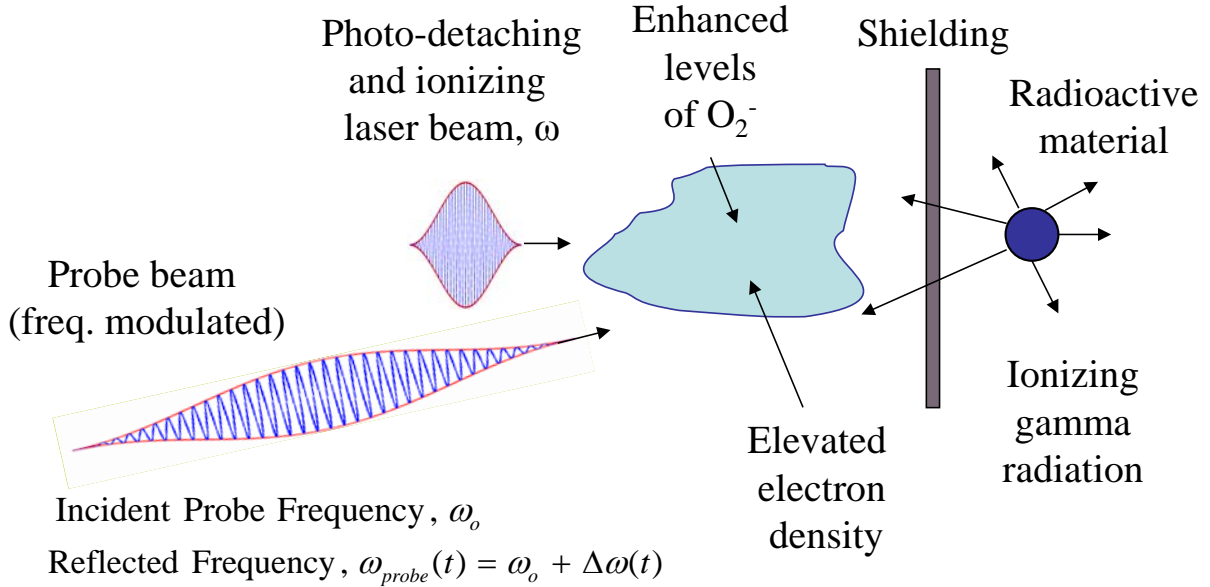 Photo-detaching
and ionizing
laser beam, ω
Enhanced
levels
of O₂⁻
Shielding
Radioactive
material
Probe beam
(freq. modulated)
Elevated
electron
density
Ionizing
gamma
radiation
Incident Probe Frequency, ωₒ
Reflected Frequency, ω_probe(t) = ωₒ + Δω(t)